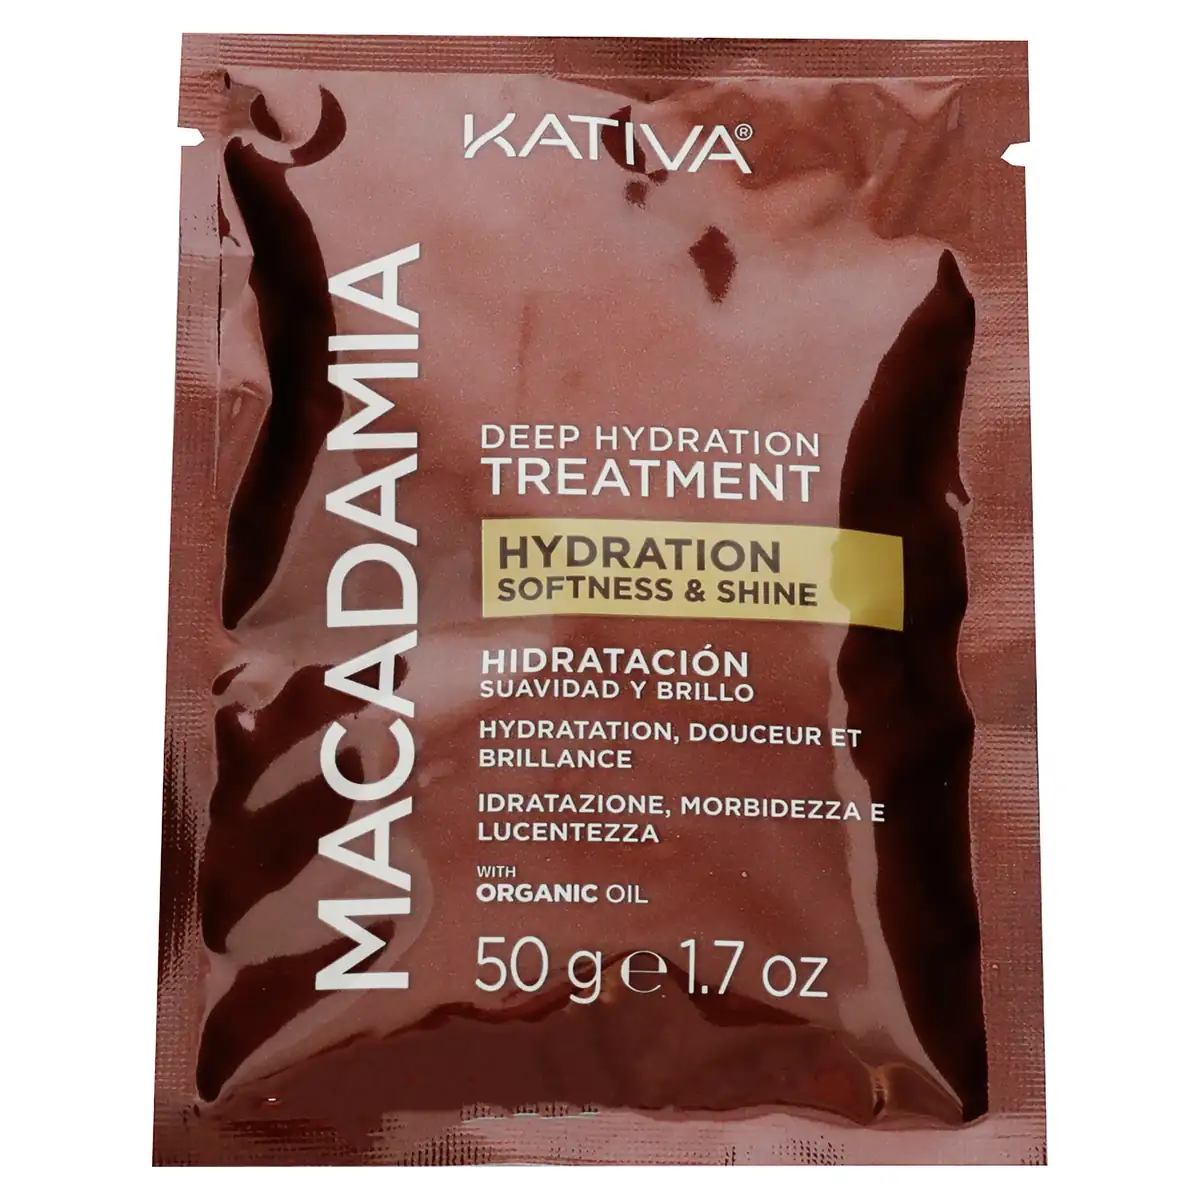 KATIVA®
MACADAMIA
DEEP HYDRATION
TREATMENT
HYDRATION
SOFTNESS & SHINE
HIDRATACIÓN
SUAVIDAD Y BRILLO
HYDRATATION, DOUCEUR ET
BRILLANCE
IDRATAZIONE, MORBIDEZZA E
LUCENTEZZA
WITH
ORGANIC OIL
50 g ℮ 1.7 oz